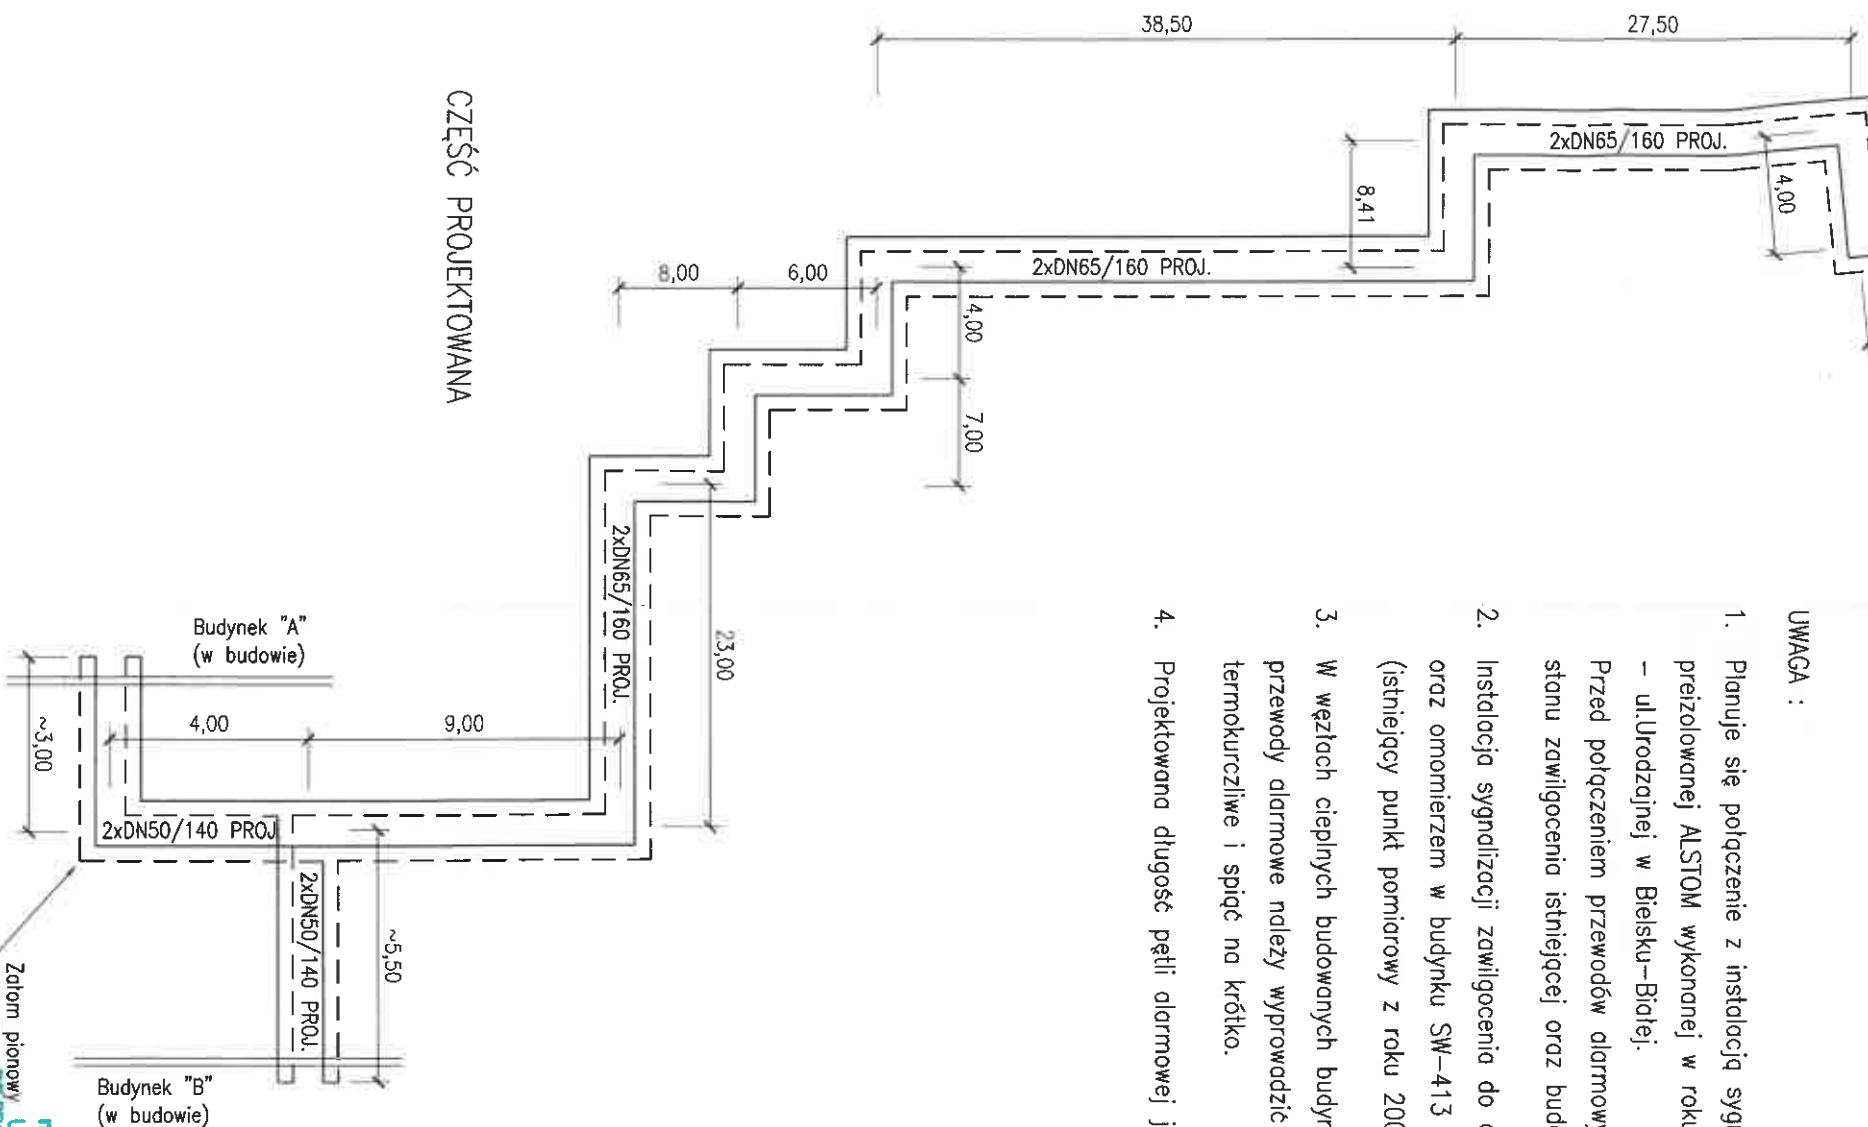 38,50
27,50
2xDN65/160 PROJ.
4,00
8,41
2xDN65/160 PROJ.
8,00
6,00
4,00
7,00
CZĘŚĆ PROJEKTOWANA
2xDN65/160 PROJ.
23,00
Budynek "A"
(w budowie)
~3,00
4,00
9,00
2xDN50/140 PROJ
2xDN50/140 PROJ.
~5,50
Budynek "B"
(w budowie)
Załom pionowy
UWAGA :
1. Planuje się połączenie z instalacją
preizolowanej ALSTOM wykonanej w roku
- ul.Urodzajnej w Bielsku-Białej.
Przed połączeniem przewodów
stanu zawilgocenia istniejącej oraz
2. Instalacja sygnalizacji zawilgocenia do
oraz omomierzem w budynku SW-413
(istniejący punkt pomiarowy z roku
3. W węzłach cieplnych budowanych
przewody alarmowe należy wyprowadzić
termokurczliwe i spiąć na krótko.
4. Projektowana długość pętli alarmowej